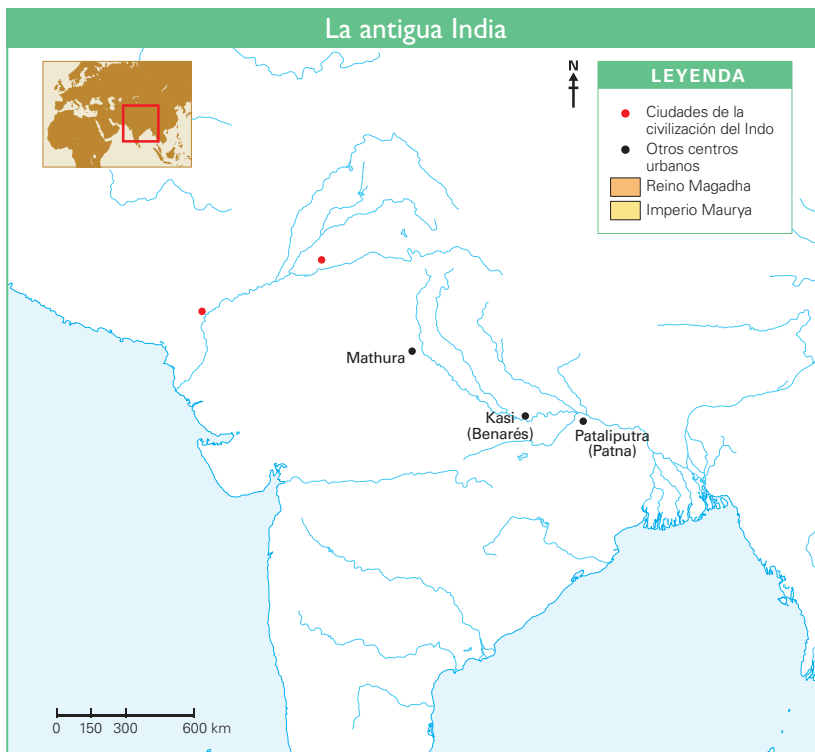 La antigua India
N
LEYENDA
Ciudades de la
civilización del Indo
Otros centros
urbanos
Reino Magadha
Imperio Maurya
Mathura
Kasi
(Benarés)
Pataliputra
(Patna)
0 150 300 600 km